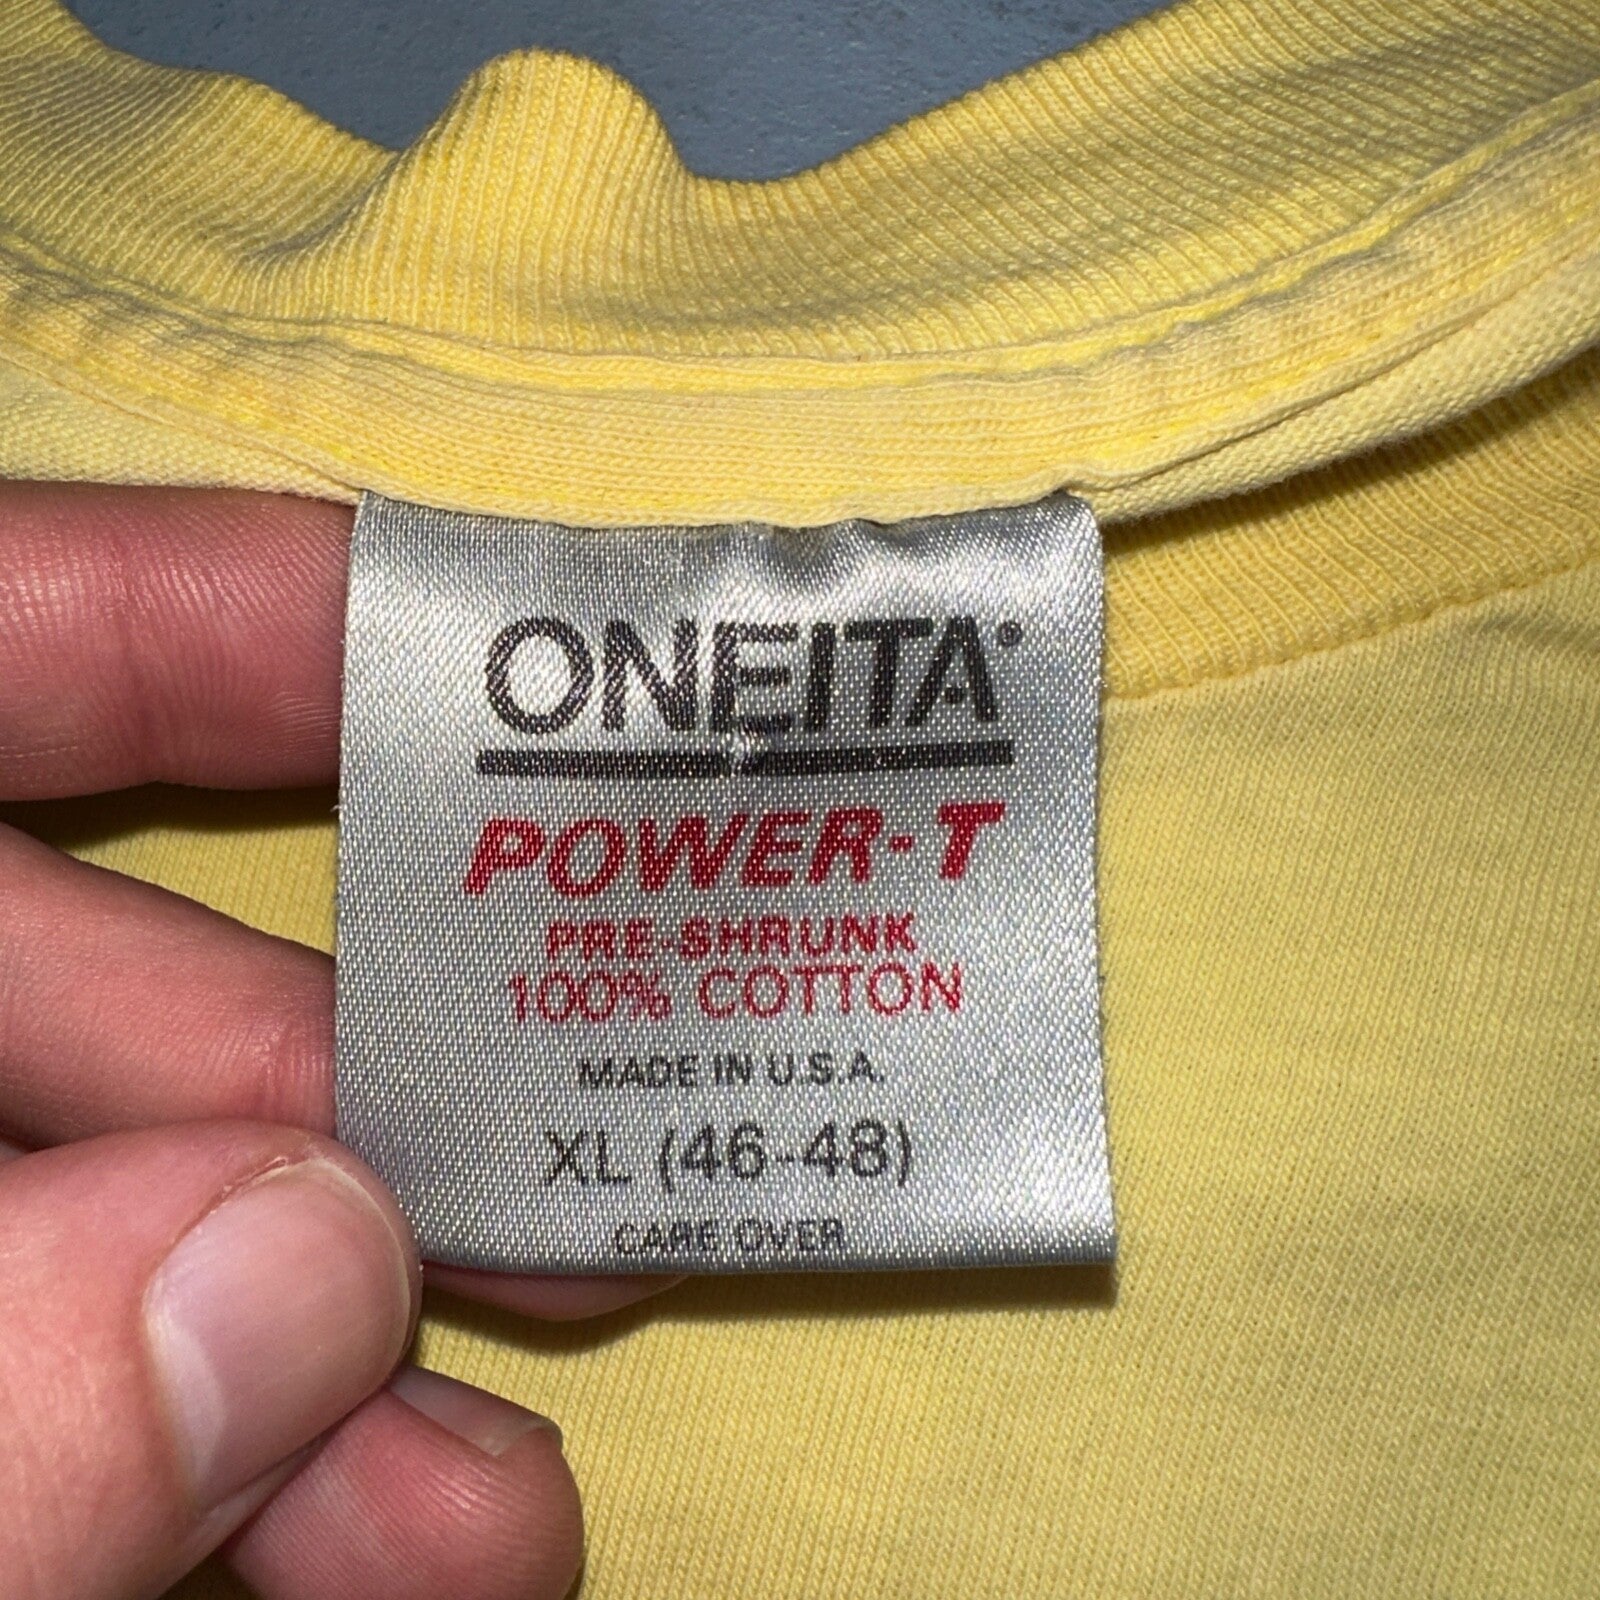 ONEITA®
POWER-T
PRE-SHRUNK
100% COTTON
MADE IN U.S.A.
XL (46-48)
CARE OVER